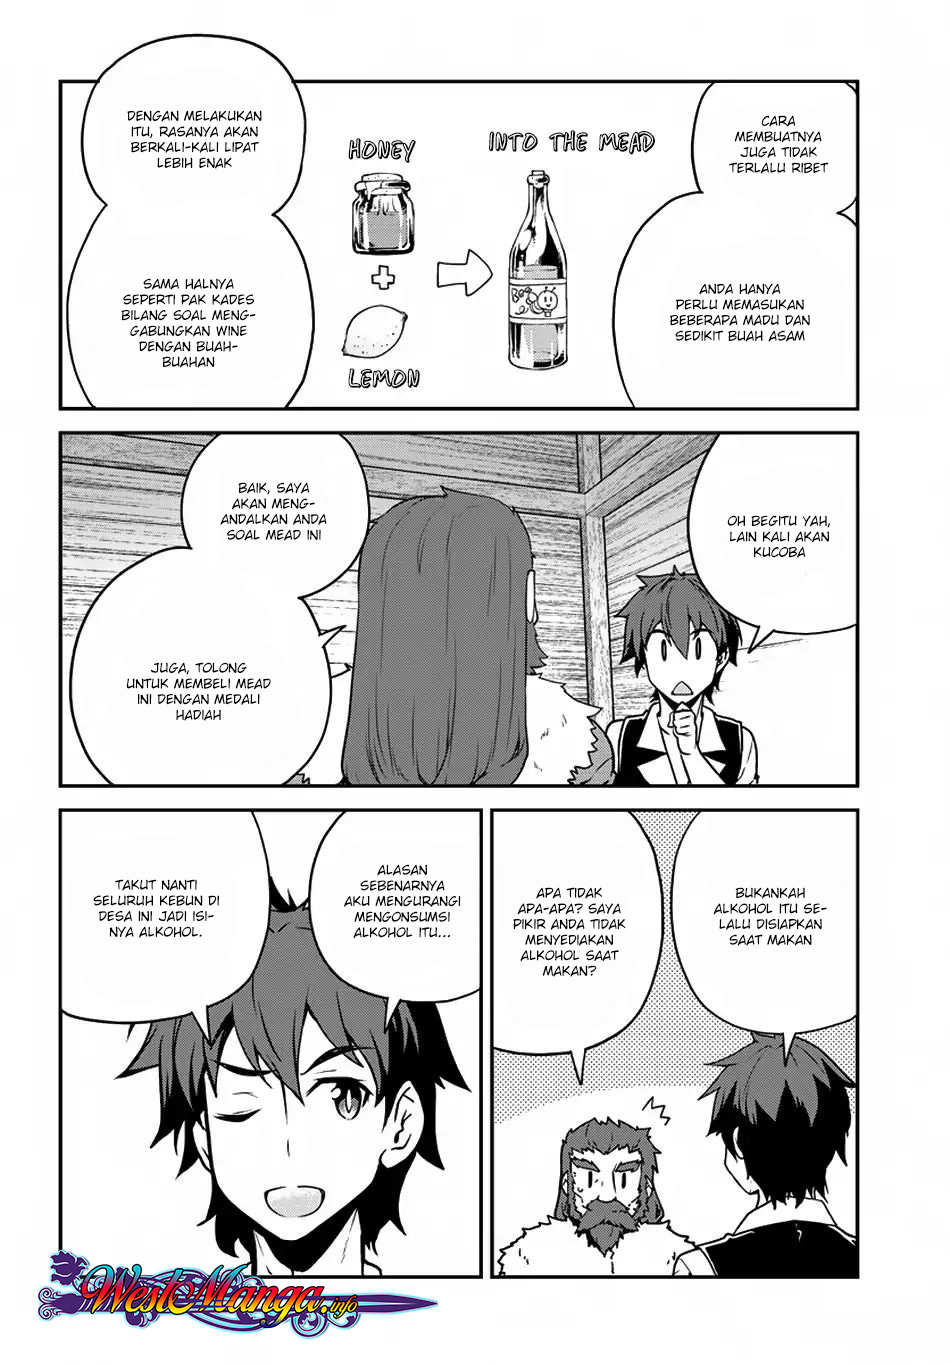 CARA
MEMBUATNYA
JUGA TIDAK
TERLALU RIBET
ANDA HANYA
PERLU MEMASUKAN
BEBERAPA MADU DAN
SEDIKIT BUAH ASAM
INTO THE MEAD
HONEY
LEMON
Bee
DENGAN MELAKUKAN
ITU, RASANYA AKAN
BERKALI-KALI LIPAT
LEBIH ENAK
SAMA HALNYA
SEPERTI PAK KADES
BILANG SOAL MENG-
GABUNGKAN WINE
DENGAN BUAH-
BUAHAN
OH BEGITU YAH,
LAIN KALI AKAN
KUCOBA
BAIK, SAYA
AKAN MENG-
ANDALKAN ANDA
SOAL MEAD INI
JUGA, TOLONG
UNTUK MEMBELI MEAD
INI DENGAN MEDALI
HADIAH
BUKANKAH
ALKOHOL ITU SE-
LALU DISIAPKAN
SAAT MAKAN
APA TIDAK
APA-APA? SAYA
PIKIR ANDA TIDAK
MENYEDIAKAN
ALKOHOL SAAT
MAKAN?
ALASAN
SEBENARNYA
AKU MENGURANGI
MENGONSUMSI
ALKOHOL ITU...
TAKUT NANTI
SELURUH KEBUN DI
DESA INI JADI ISI-
NYA ALKOHOL.
WestManga.info